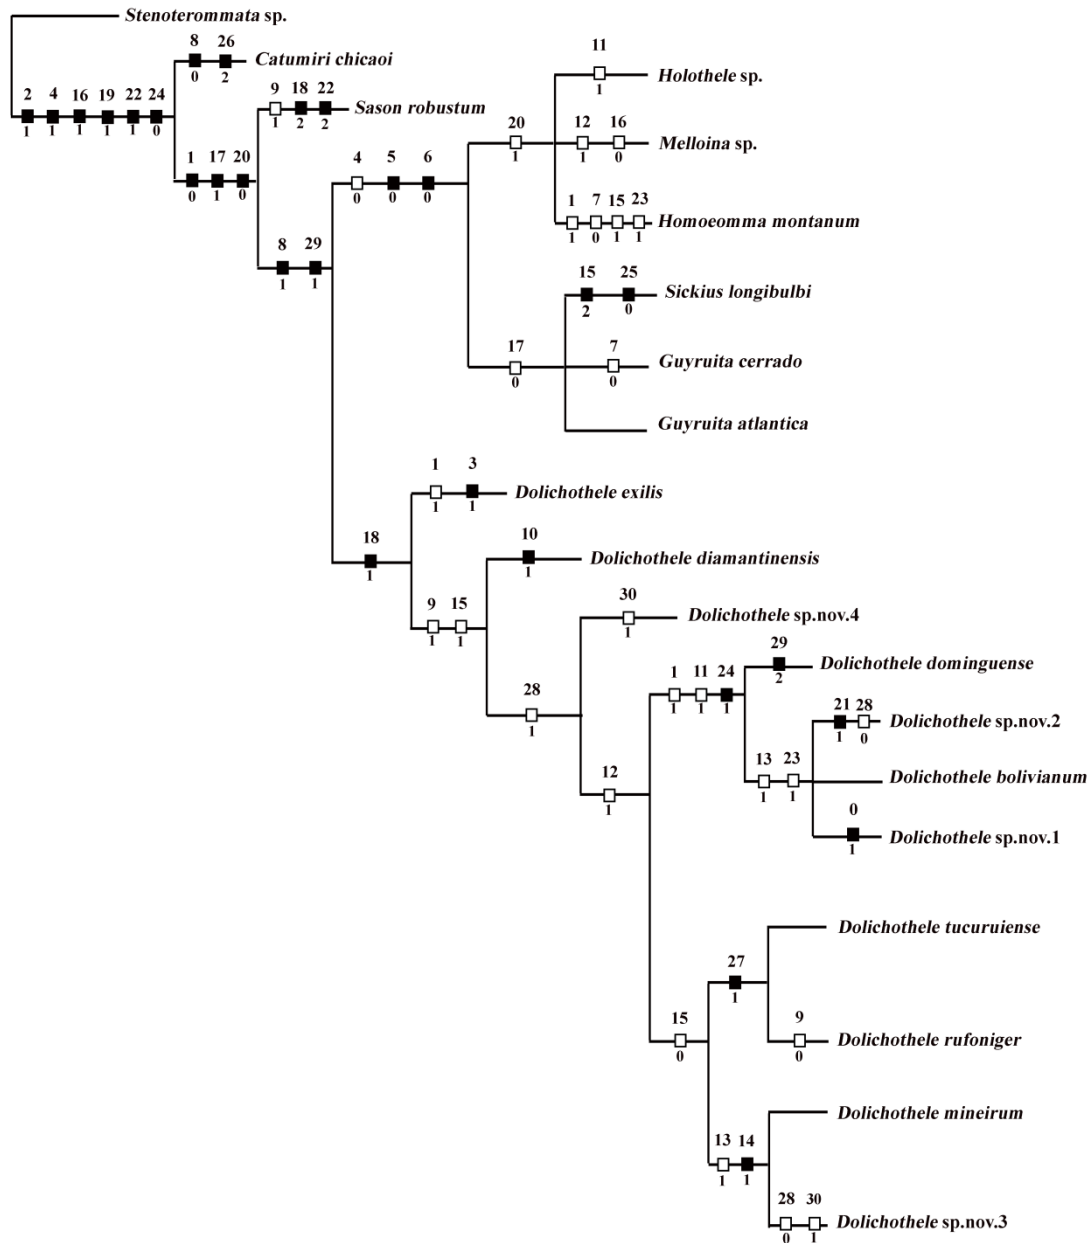 Stenoterommata sp.
8 26
Catumiri chicaoi
0 2
2 4 16 19 22 24
1 1 1 1 1 0
9 18 22
Sason robustum
1 2 2
1 17 20
0 1 0
8 29
1 1
4 5 6
0 0 0
20
1
11
Holothele sp.
1
12 16
Melloina sp.
1 0
1 7 15 23
Homoeomma montanum
1 0 1 1
15 25
Sickius longibulbi
2 0
17
0
7
Guyruita cerrado
0
Guyruita atlantica
1 3
Dolichothele exilis
1 1
18
1
10
Dolichothele diamantinensis
1
9 15
1 1
30
Dolichothele sp.nov.4
1
28
1
29
Dolichothele dominguense
2
1 11 24
1 1 1
21 28
Dolichothele sp.nov.2
1 0
13 23
1 1
Dolichothele bolivianum
12
1
0
Dolichothele sp.nov.1
1
Dolichothele tucuruiense
27
1
9
Dolichothele rufoniger
0
15
0
Dolichothele mineirum
13 14
1 1
28 30
Dolichothele sp.nov.3
0 1